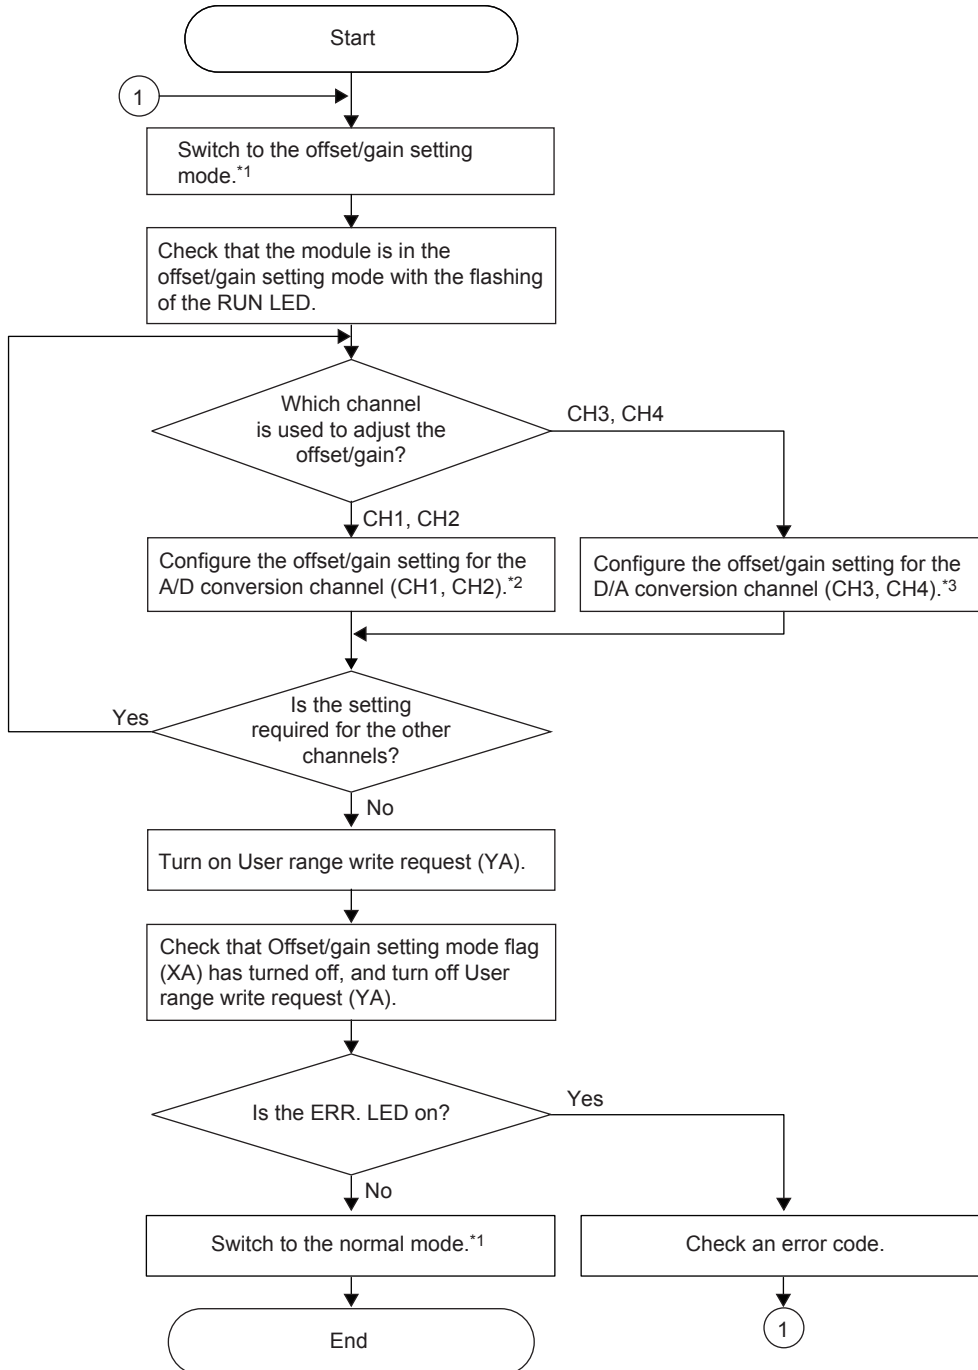 Start
1
Switch to the offset/gain setting
mode.*1
Check that the module is in the
offset/gain setting mode with the flashing
of the RUN LED.
Which channel
is used to adjust the
offset/gain?
CH3, CH4
CH1, CH2
Configure the offset/gain setting for the
A/D conversion channel (CH1, CH2).*2
Configure the offset/gain setting for the
D/A conversion channel (CH3, CH4).*3
Is the setting
required for the other
channels?
Yes
No
Turn on User range write request (YA).
Check that Offset/gain setting mode flag
(XA) has turned off, and turn off User
range write request (YA).
Is the ERR. LED on?
Yes
No
Switch to the normal mode.*1
Check an error code.
End
1